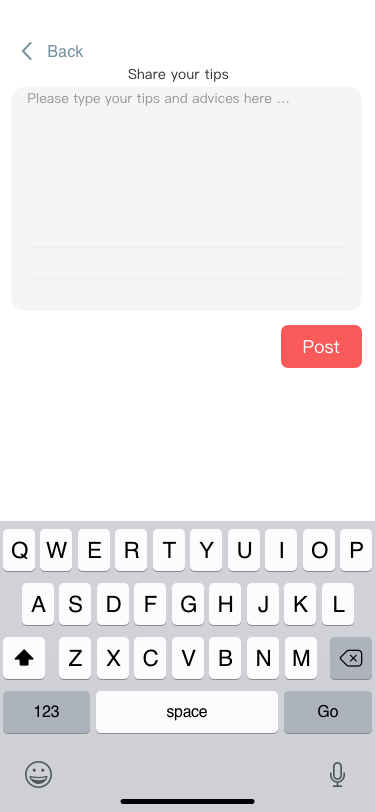 Back
Share your tips
Please type your tips and advices here ...
Post
Q W E R T Y U I O P
A S D F G H J K L
Z X C V B N M
123 space Go